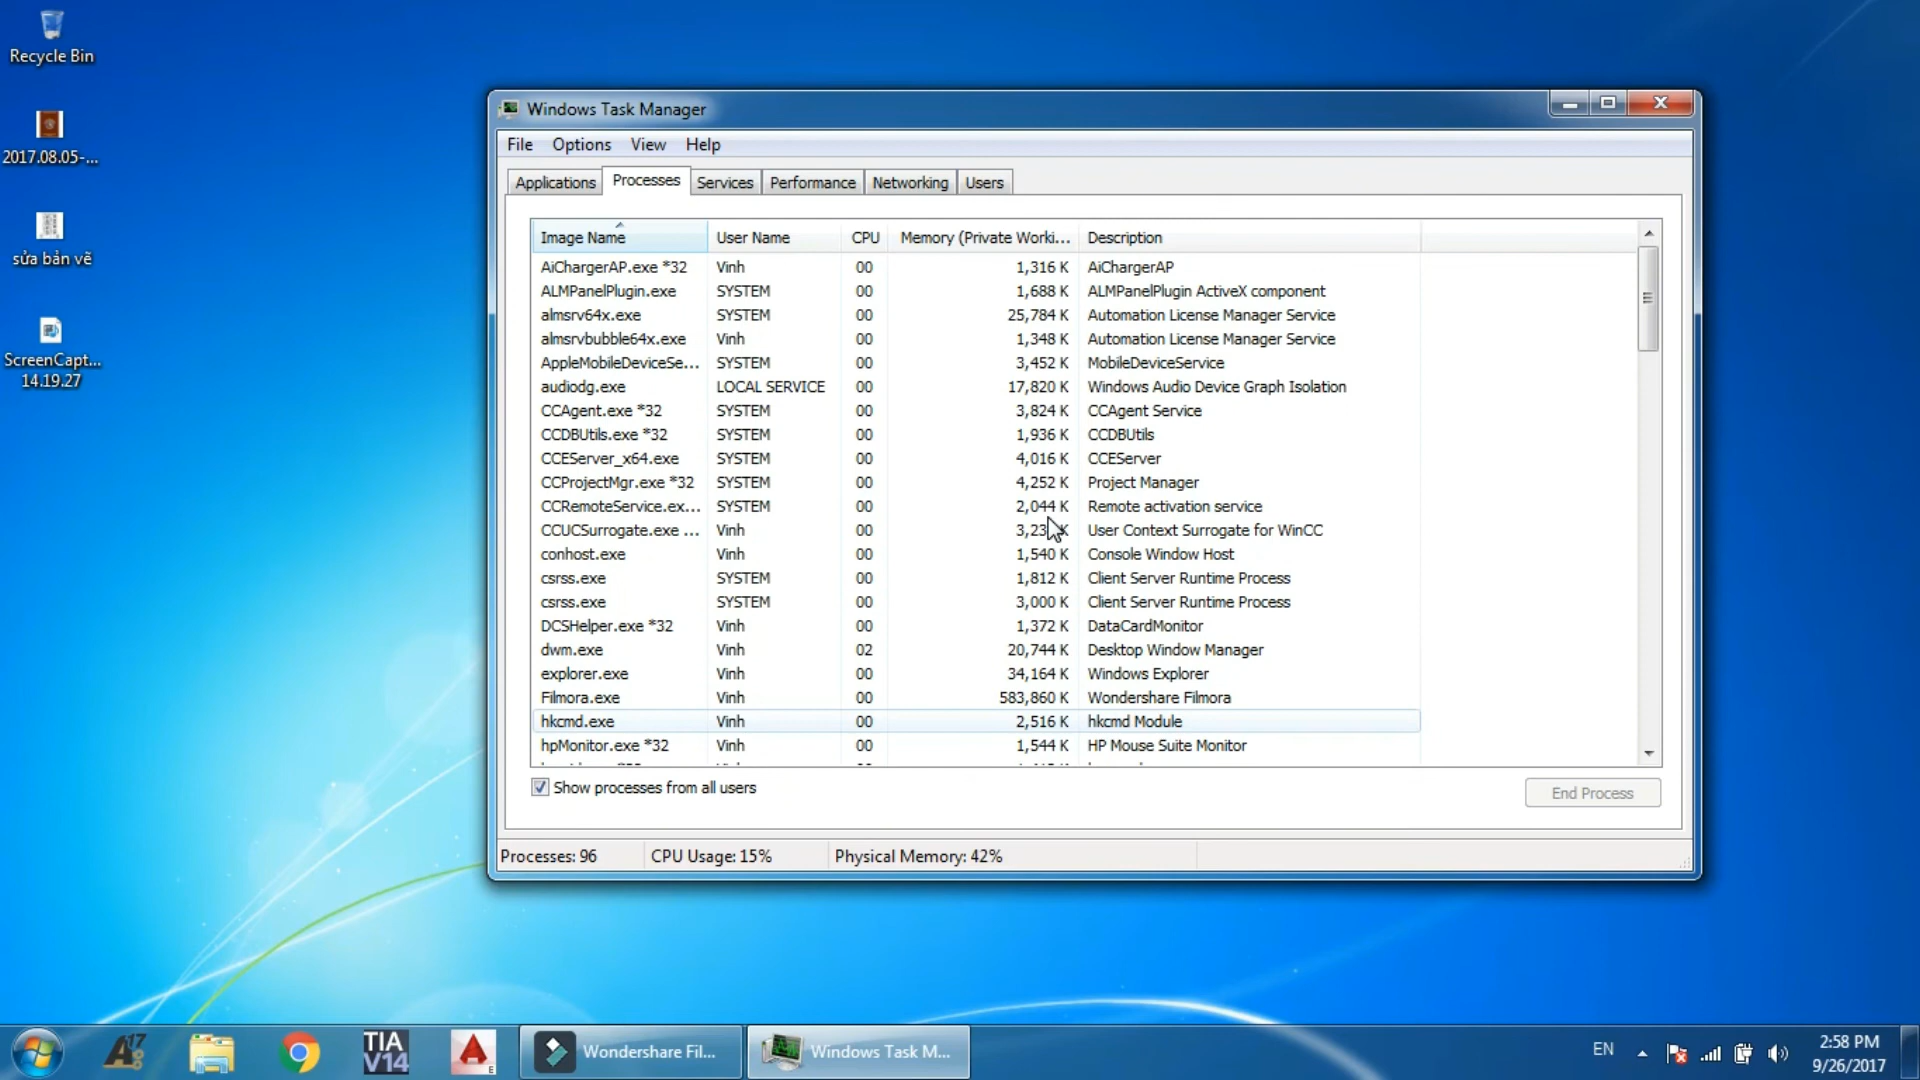 Recycle Bin
2017.08.05-...
sửa bản vẽ
ScreenCapt...
14.19.27
Windows Task Manager
File Options View Help
Applications Processes Services Performance Networking Users
Image Name User Name CPU Memory (Private Worki... Description
AiChargerAP.exe *32 Vinh 00 1,316 K AiChargerAP
ALMPanelPlugin.exe SYSTEM 00 1,688 K ALMPanelPlugin ActiveX component
almsrv64x.exe SYSTEM 00 25,784 K Automation License Manager Service
almsrvbubble64x.exe Vinh 00 1,348 K Automation License Manager Service
AppleMobileDeviceSe... SYSTEM 00 3,452 K MobileDeviceService
audiodg.exe LOCAL SERVICE 00 17,820 K Windows Audio Device Graph Isolation
CCAgent.exe *32 SYSTEM 00 3,824 K CCAgent Service
CCDBUtils.exe *32 SYSTEM 00 1,936 K CCDBUtils
CCEServer_x64.exe SYSTEM 00 4,016 K CCEServer
CCProjectMgr.exe *32 SYSTEM 00 4,252 K Project Manager
CCRemoteService.ex... SYSTEM 00 2,044 K Remote activation service
CCUCSurrogate.exe ... Vinh 00 K User Context Surrogate for WinCC
conhost.exe Vinh 00 1,540 K Console Window Host
csrss.exe SYSTEM 00 1,812 K Client Server Runtime Process
csrss.exe SYSTEM 00 3,000 K Client Server Runtime Process
DCSHelper.exe *32 Vinh 00 1,372 K DataCardMonitor
dwm.exe Vinh 02 20,744 K Desktop Window Manager
explorer.exe Vinh 00 34,164 K Windows Explorer
Filmora.exe Vinh 00 583,860 K Wondershare Filmora
hkcmd.exe Vinh 00 2,516 K hkcmd Module
hpMonitor.exe *32 Vinh 00 1,544 K HP Mouse Suite Monitor
Show processes from all users
End Process
Processes: 96 CPU Usage: 15% Physical Memory: 42%
A 17
TIA
V14
A E
Wondershare Fil...
Windows Task M...
EN
2:58 PM
9/26/2017